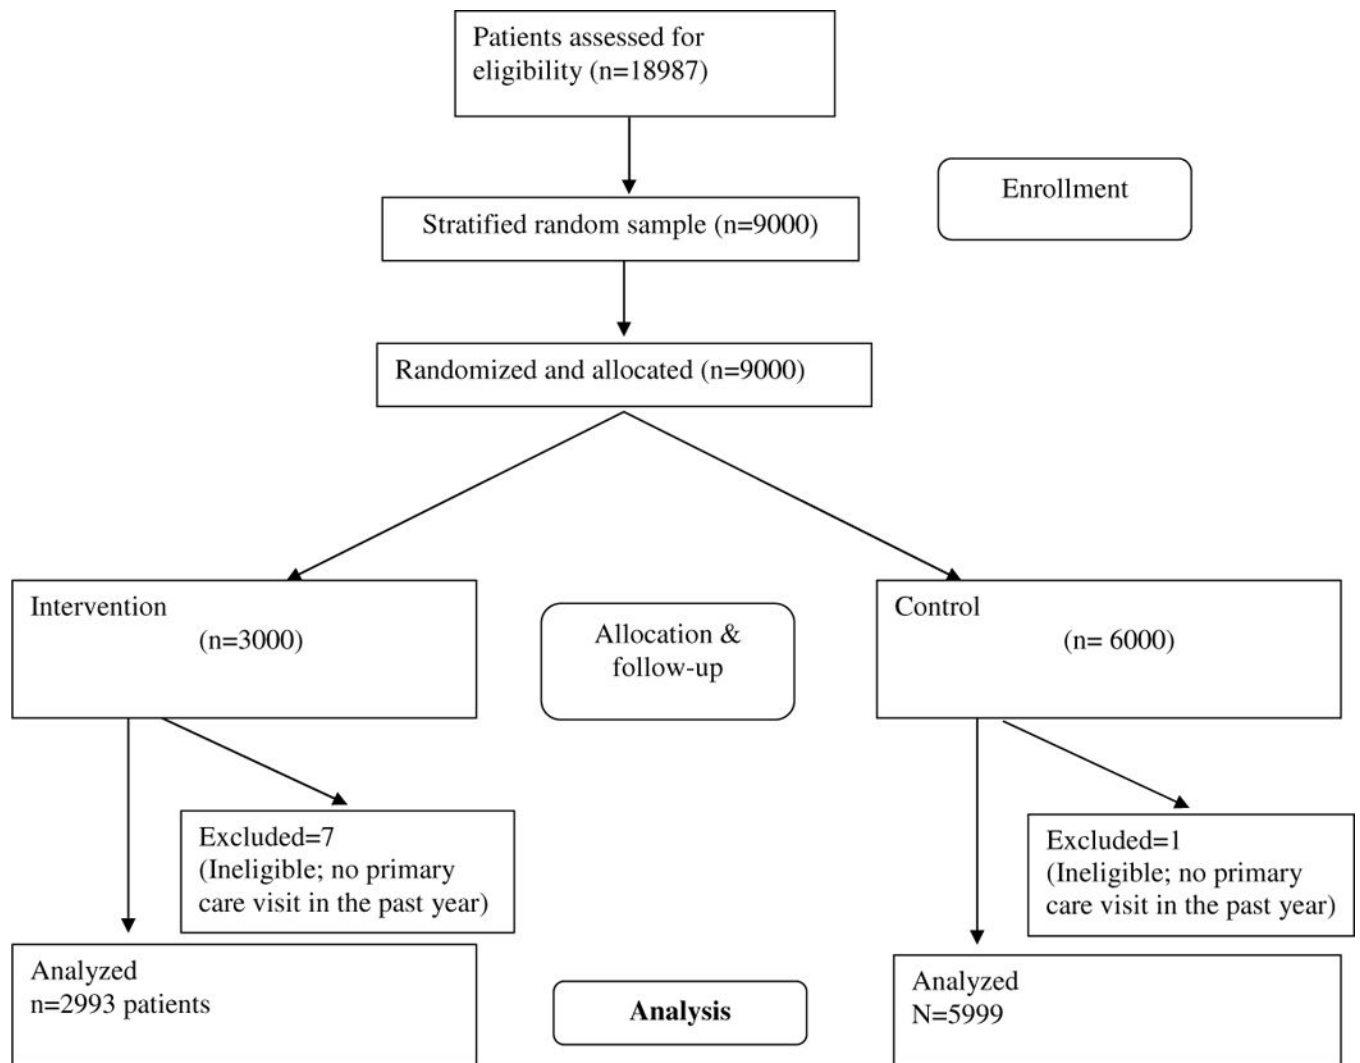 Patients assessed for
eligibility (n=18987)
Enrollment
Stratified random sample (n=9000)
Randomized and allocated (n=9000)
Intervention
(n=3000)
Allocation &
follow-up
Control
(n= 6000)
Excluded=7
(Ineligible; no primary
care visit in the past year)
Excluded=1
(Ineligible; no primary
care visit in the past year)
Analyzed
n=2993 patients
Analysis
Analyzed
N=5999